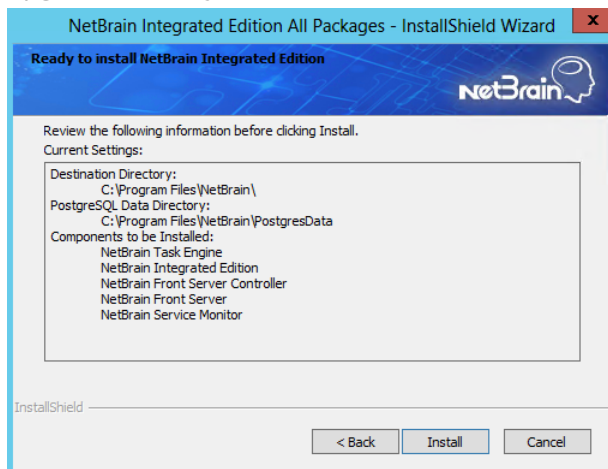 NetBrain Integrated Edition All Packages - InstallShield Wizard
x
Ready to install NetBrain Integrated Edition
NetBrain
Review the following information before clicking Install.
Current Settings:
Destination Directory:
C:\Program Files\NetBrain\
PostgreSQL Data Directory:
C:\Program Files\NetBrain\PostgresData
Components to be Installed:
NetBrain Task Engine
NetBrain Integrated Edition
NetBrain Front Server Controller
NetBrain Front Server
NetBrain Service Monitor
InstallShield
< Back Install Cancel